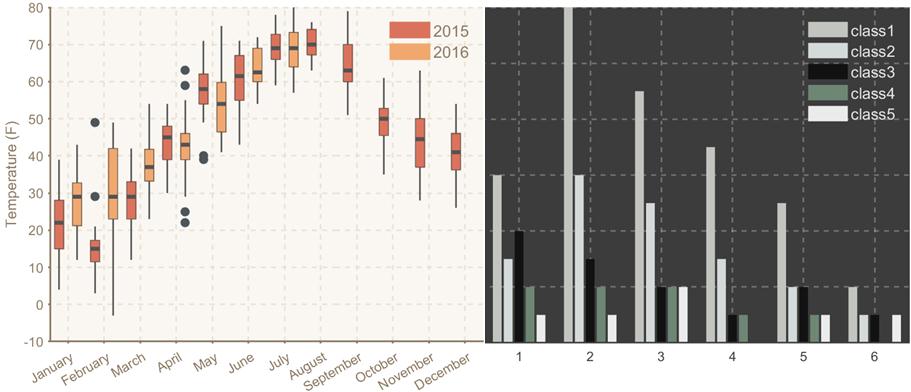 80
70
60
50
40
30
20
10
0
-10
Temperature (F)
2015
2016
January
February
March
April
May
June
July
August
September
October
November
December
class1
class2
class3
class4
class5
1
2
3
4
5
6